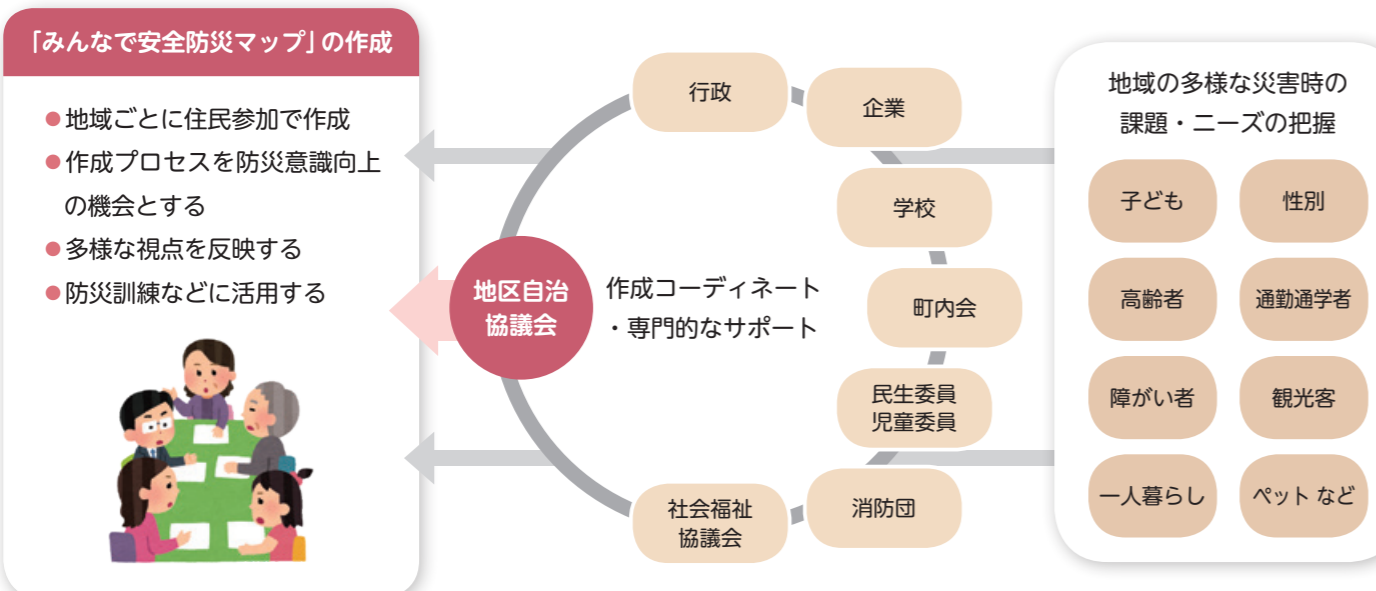 「みんなで安全防災マップ」の作成
●地域ごとに住民参加で作成
●作成プロセスを防災意識向上
の機会とする
●多様な視点を反映する
●防災訓練などに活用する
地区自治
協議会
作成コーディネート
・専門的なサポート
行政
企業
学校
町内会
民生委員
児童委員
消防団
社会福祉
協議会
地域の多様な災害時の
課題・ニーズの把握
子ども
性別
高齢者
通勤通学者
障がい者
観光客
一人暮らし
ペット など